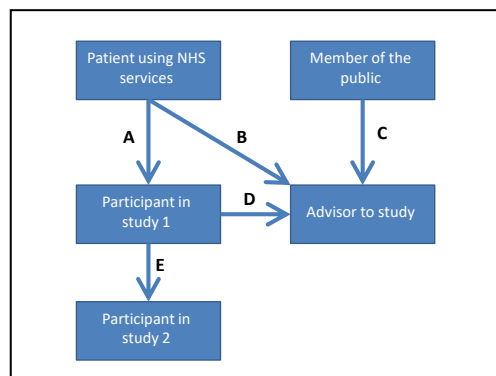 Patient using NHS
services
Member of the
public
A
B
C
Participant in
study 1
D
Advisor to study
E
Participant in
study 2